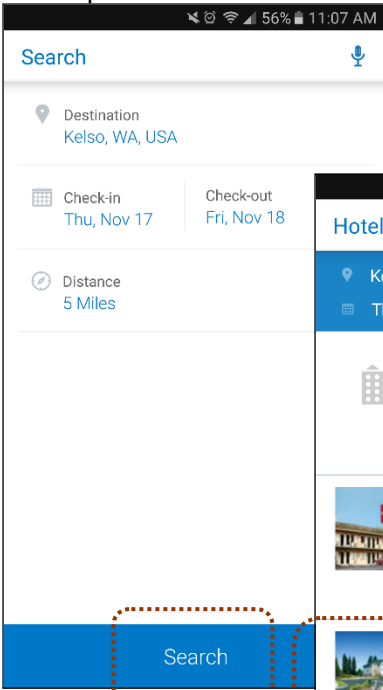 56% 11:07 AM
Search
Destination
Kelso, WA, USA
Check-in Check-out
Thu, Nov 17 Fri, Nov 18
Hotel
Distance
5 Miles
Search